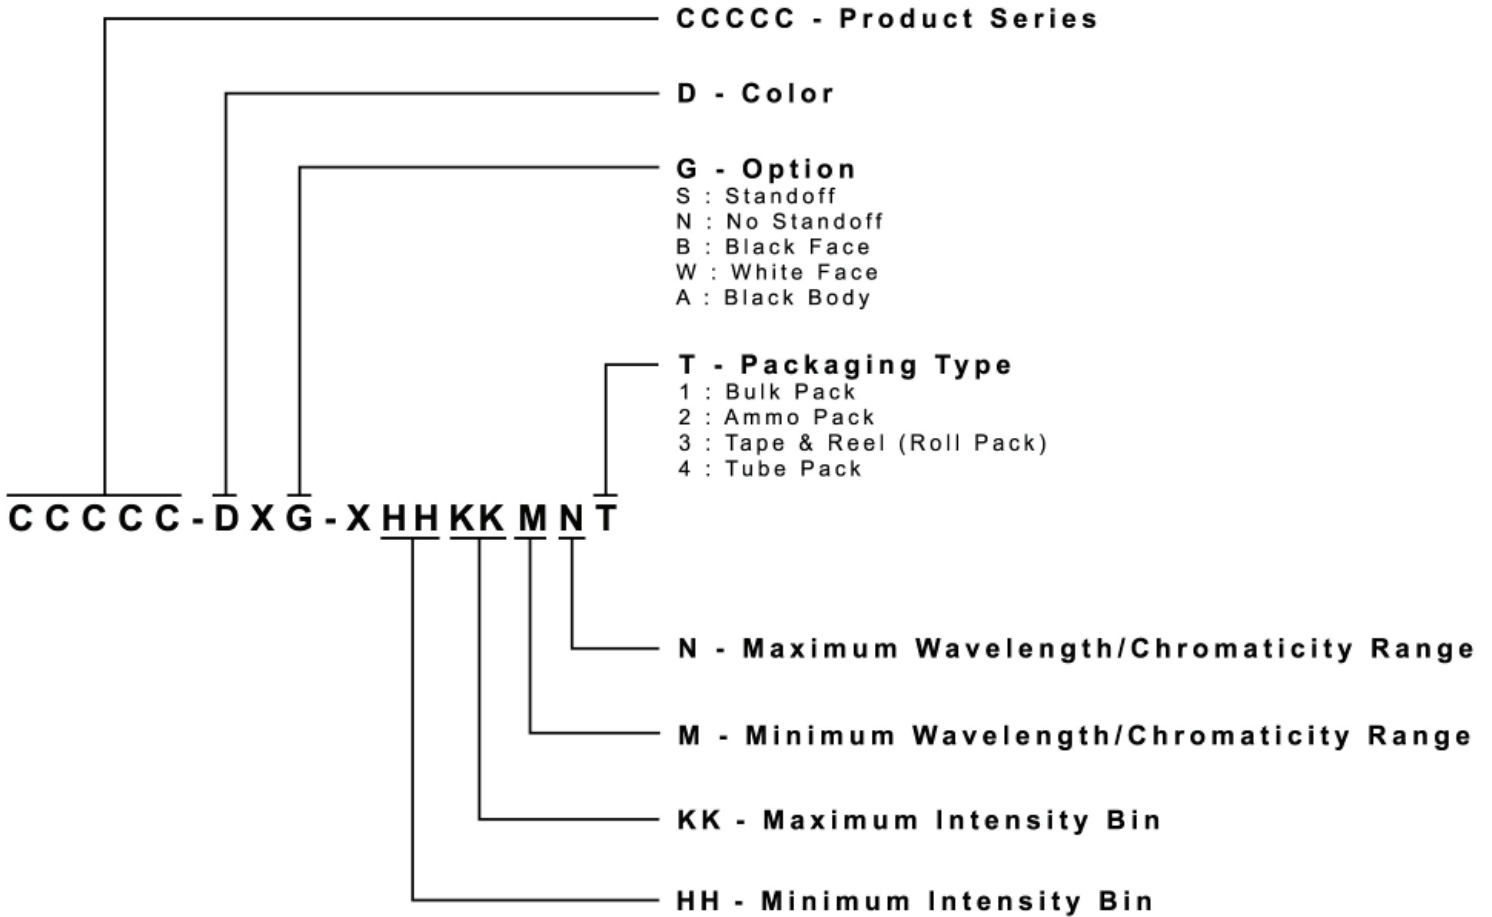 CCCCC - Product Series
D - Color
G - Option
S : Standoff
N : No Standoff
B : Black Face
W : White Face
A : Black Body
T - Packaging Type
1 : Bulk Pack
2 : Ammo Pack
3 : Tape & Reel (Roll Pack)
4 : Tube Pack
CCCCC-DXG-XHHKKMNT
N - Maximum Wavelength/Chromaticity Range
M - Minimum Wavelength/Chromaticity Range
KK - Maximum Intensity Bin
HH - Minimum Intensity Bin